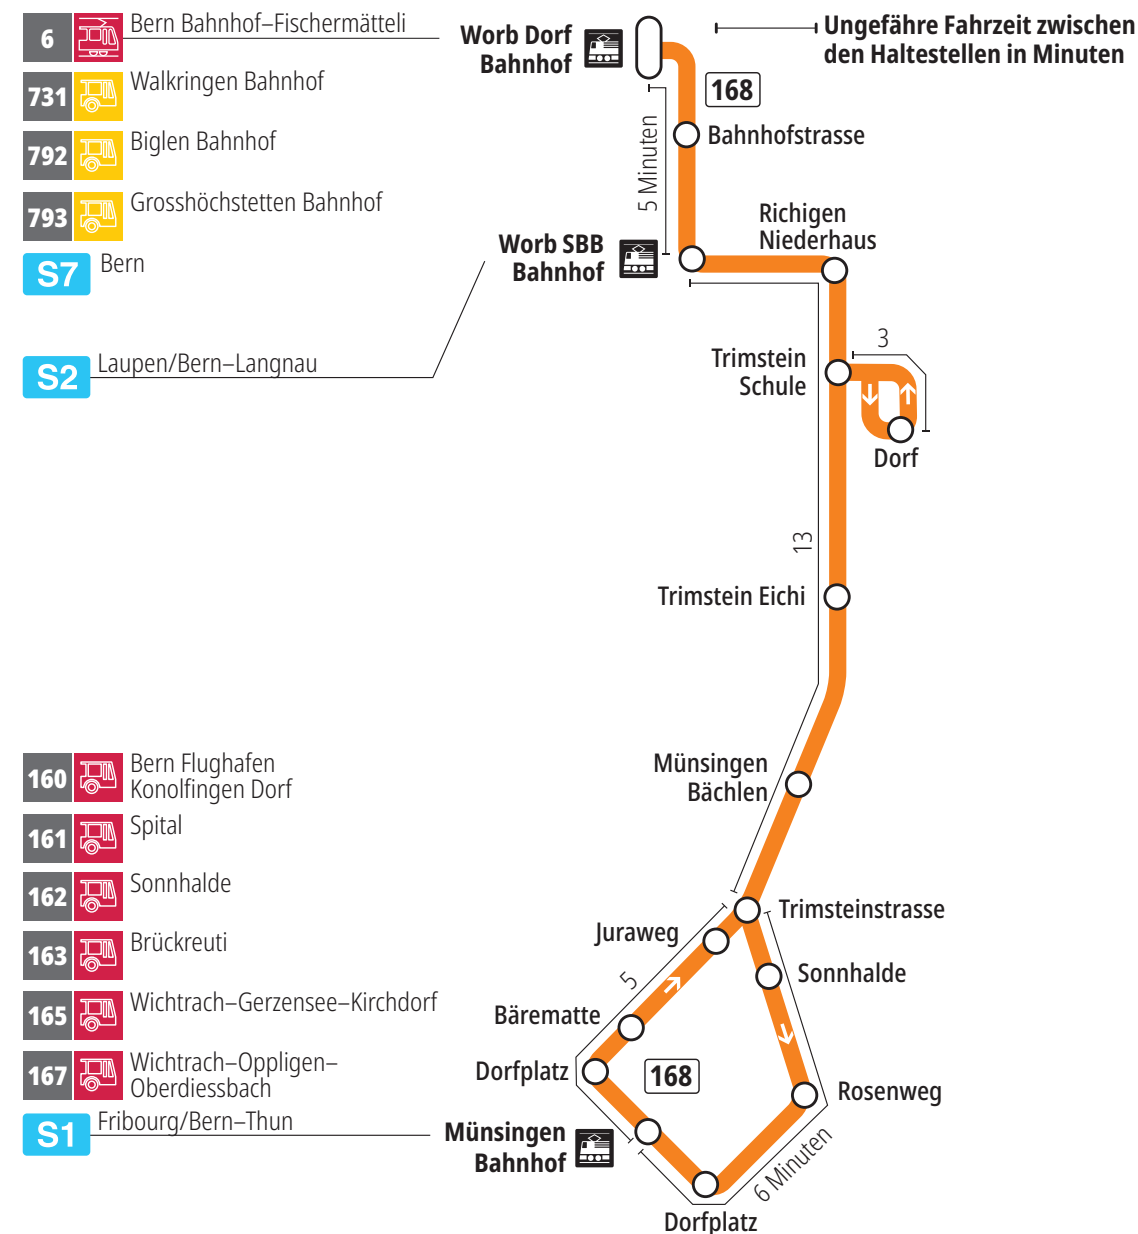 6 Bern Bahnhof–Fischermätteli
731 Walkringen Bahnhof
792 Biglen Bahnhof
793 Grosshöchstetten Bahnhof
S7 Bern
S2 Laupen/Bern–Langnau
Worb Dorf
Bahnhof
Ungefähre Fahrzeit zwischen
den Haltestellen in Minuten
168
5 Minuten
Bahnhofstrasse
Worb SBB
Bahnhof
Richigen
Niederhaus
Trimstein
Schule
3
Dorf
13
Trimstein Eichi
Münsingen
Bächlen
160 Bern Flughafen
Konolfingen Dorf
161 Spital
162 Sonnhalde
163 Brückreuti
165 Wichtrach–Gerzensee–Kirchdorf
167 Wichtrach–Oppligen–
Oberdiessbach
S1 Fribourg/Bern–Thun
Trimsteinstrasse
Juraweg
Sonnhalde
5
Bärematte
Dorfplatz
168
Rosenweg
Münsingen
Bahnhof
6 Minuten
Dorfplatz